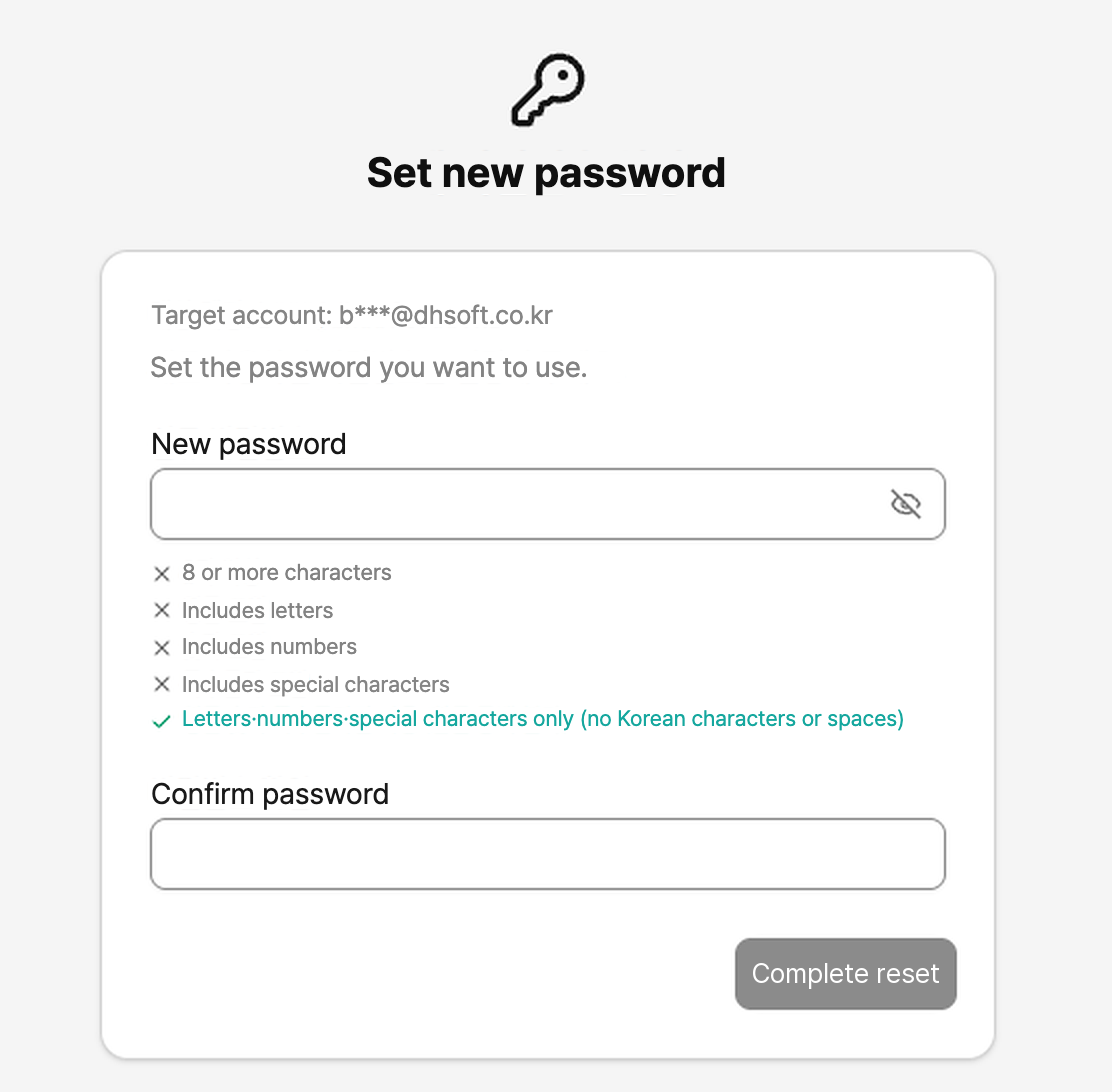 Set new password
Target account: b***@dhsoft.co.kr
Set the password you want to use.
New password
8 or more characters
Includes letters
Includes numbers
Includes special characters
Letters·numbers·special characters only (no Korean characters or spaces)
Confirm password
Complete reset